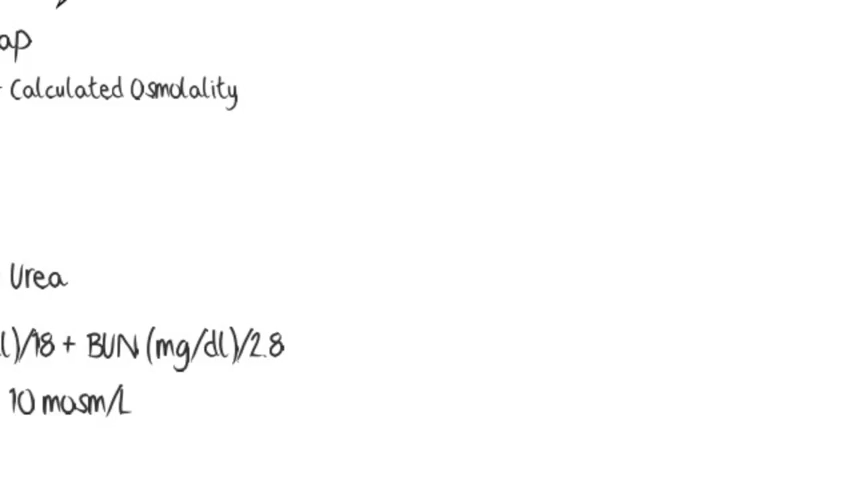 ap
- Calculated Osmolality
Urea
l)/18 + BUN (mg/dl)/2.8
10 mosm/L